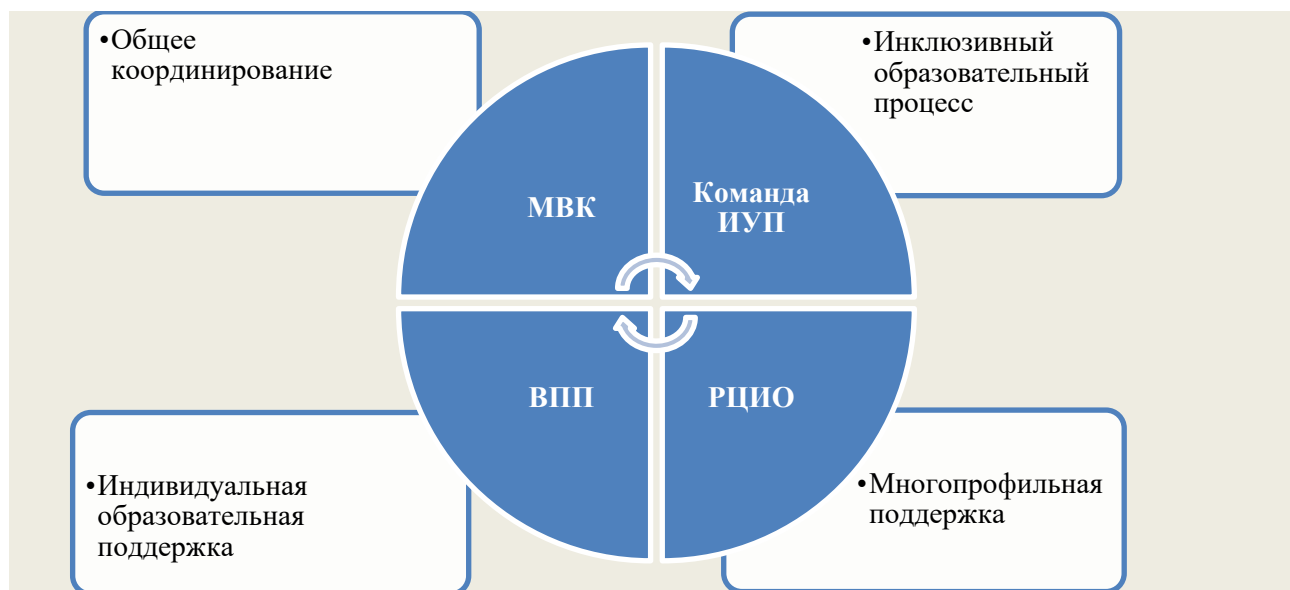 •Общее
координирование
•Инклюзивный
образовательный
процесс
МВК
Команда
ИУП
ВПП
РЦИО
•Индивидуальная
образовательная
поддержка
•Многопрофильная
поддержка